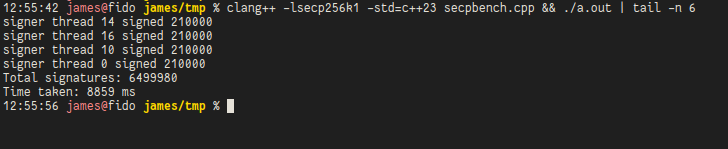 12:55:42 james@fido james/tmp % clang++ -lsecp256k1 -std=c++23 secpbench.cpp && ./a.out | tail -n 6
signer thread 14 signed 210000
signer thread 16 signed 210000
signer thread 10 signed 210000
signer thread 0 signed 210000
Total signatures: 6499980
Time taken: 8859 ms
12:55:56 james@fido james/tmp %